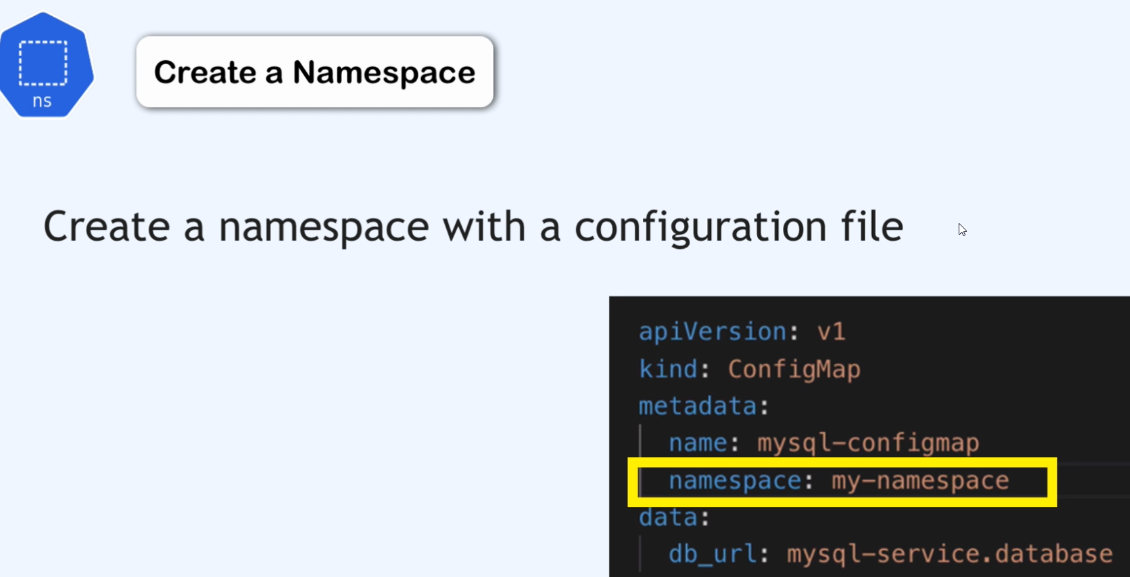 ns
Create a Namespace
Create a namespace with a configuration file
apiVersion: v1
kind: ConfigMap
metadata:
name: mysql-configmap
namespace: my-namespace
data:
db_url: mysql-service.database